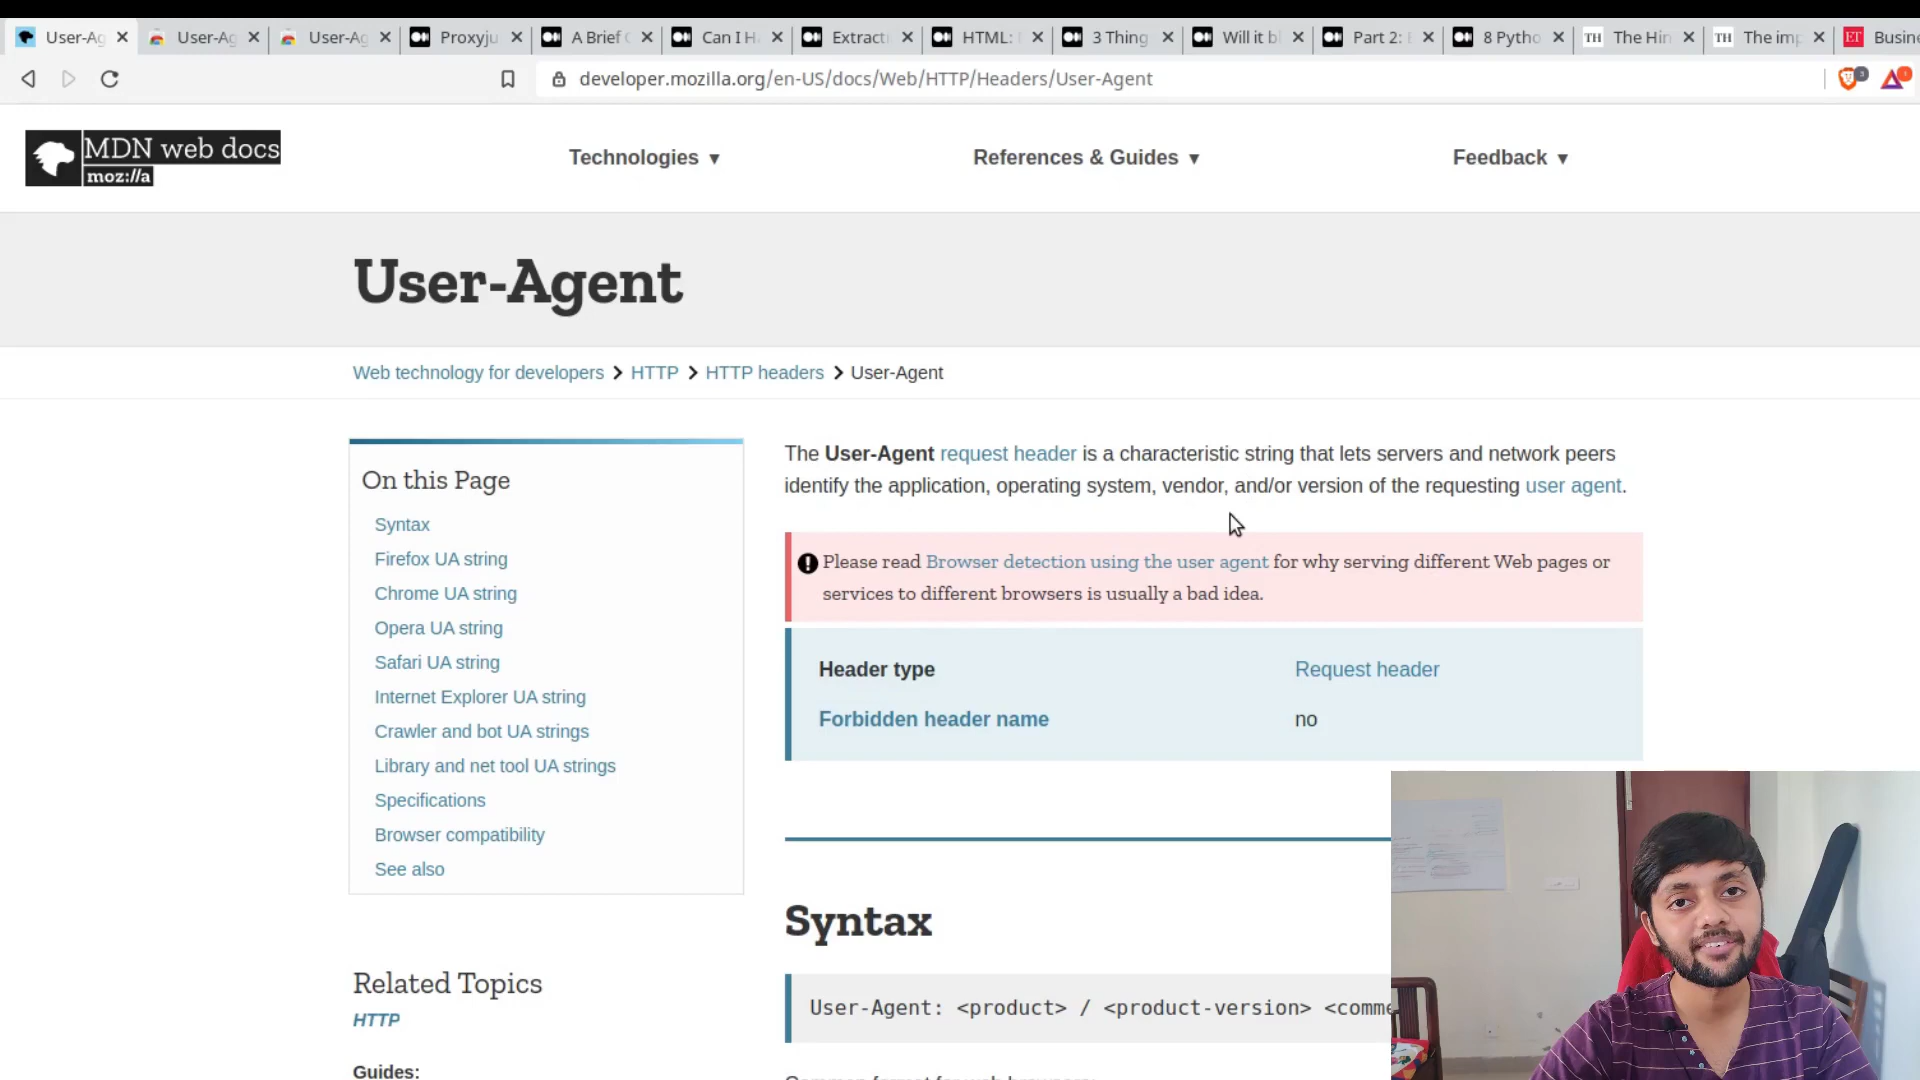 User-Ag
User-Ag
User-Ag
Proxyju
A Brief
Can I H
Extracti
HTML:
3 Thing
Will it bl
Part 2:
8 Pytho
TH The Hin
TH The imp
ET Busine
developer.mozilla.org/en-US/docs/Web/HTTP/Headers/User-Agent
MDN web docs
moz://a
Technologies ▼
References & Guides ▼
Feedback ▼
User-Agent
Web technology for developers > HTTP > HTTP headers > User-Agent
On this Page
Syntax
Firefox UA string
Chrome UA string
Opera UA string
Safari UA string
Internet Explorer UA string
Crawler and bot UA strings
Library and net tool UA strings
Specifications
Browser compatibility
See also
Related Topics
HTTP
Guides:
The User-Agent request header is a characteristic string that lets servers and network peers
identify the application, operating system, vendor, and/or version of the requesting user agent.
Please read Browser detection using the user agent for why serving different Web pages or
services to different browsers is usually a bad idea.
Header type Request header
Forbidden header name no
Syntax
User-Agent: <product> / <product-version> <comme